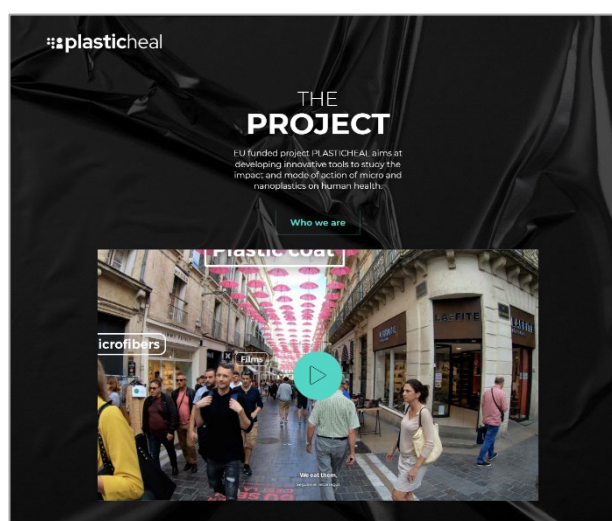 plasticheal
THE
PROJECT
EU funded project PLASTICHEAL aims at
developing innovative tools to study the
impact and mode of action of micro and
nanoplastics on human health.
Who we are
Plastic coat
icrofibers
Films
LAFFITE
We eat them.